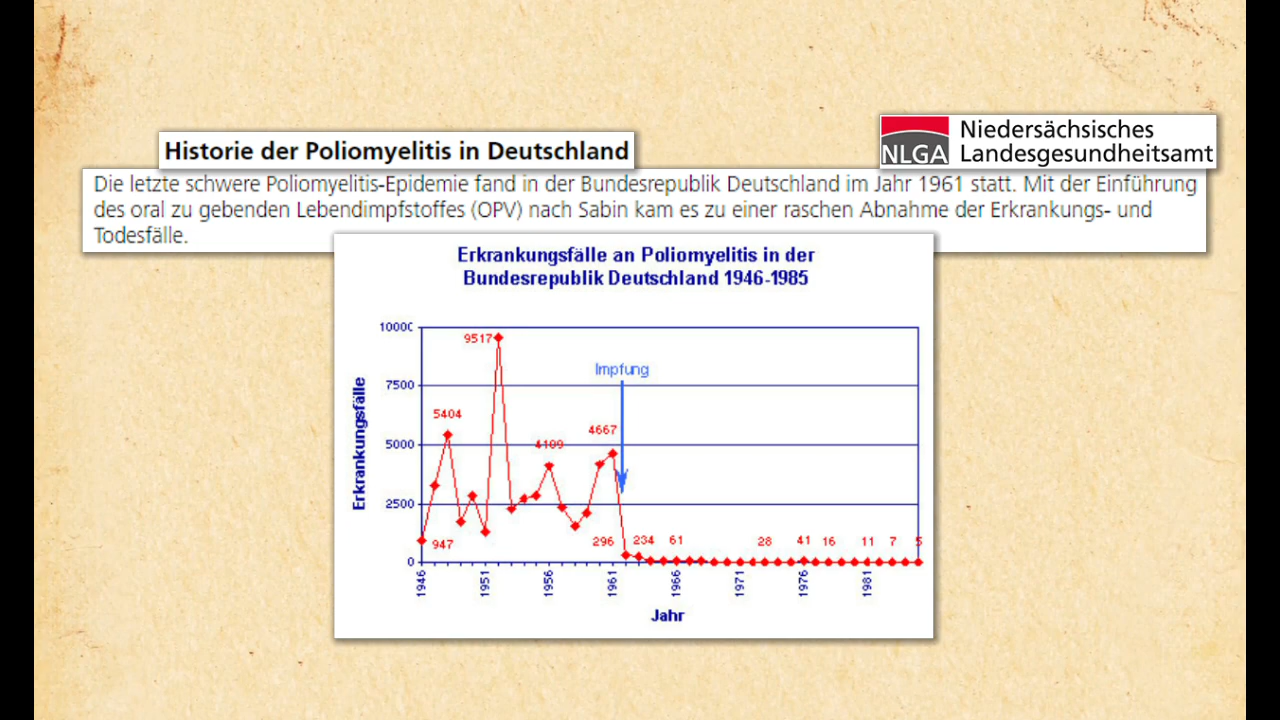 Historie der Poliomyelitis in Deutschland
NLGA
Niedersächsisches
Landesgesundheitsamt
Die letzte schwere Poliomyelitis-Epidemie fand in der Bundesrepublik Deutschland im Jahr 1961 statt. Mit der Einführung
des oral zu gebenden Lebendimpfstoffes (OPV) nach Sabin kam es zu einer raschen Abnahme der Erkrankungs- und
Todesfälle.
Erkrankungsfälle an Poliomyelitis in der
Bundesrepublik Deutschland 1946-1985
Erkrankungsfälle
10000
7500
5000
2500
0
9517
5404
4109
4667
Impfung
947
296
234
61
28
41
16
11
7
5
1946
1951
1956
1961
1966
1971
1976
1981
Jahr